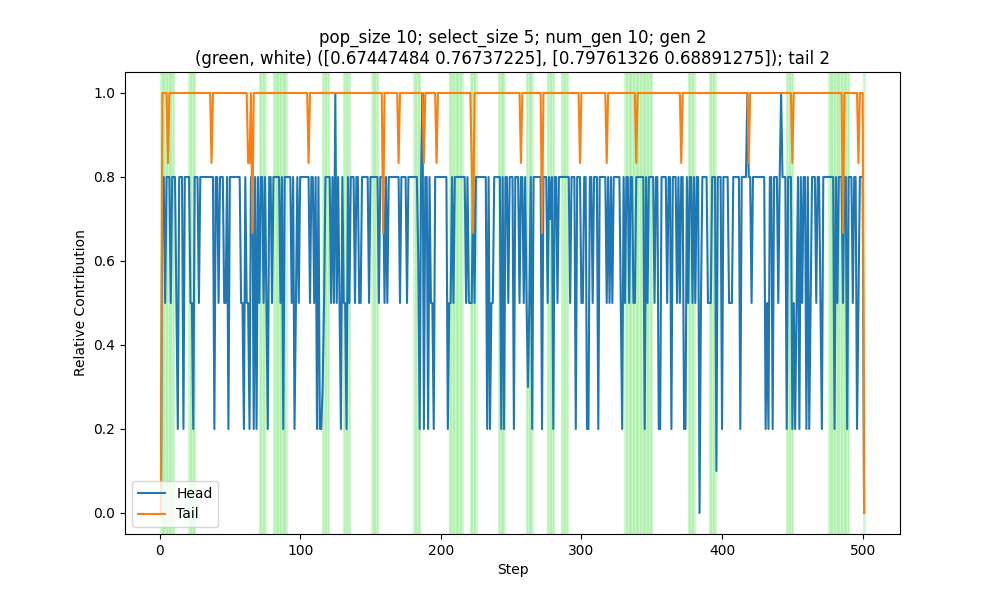 pop_size 10; select_size 5; num_gen 10; gen 2
(green, white) ([0.67447484 0.76737225], [0.79761326 0.68891275]); tail 2
Relative Contribution
1.0
0.8
0.6
0.4
0.2
0.0
Head
Tail
0 100 200 300 400 500
Step